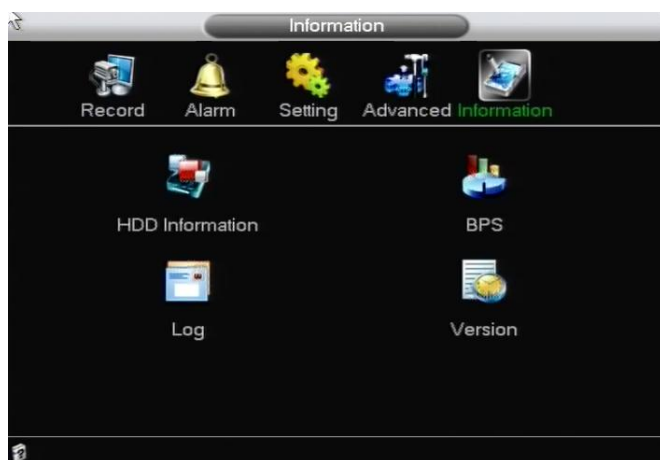 Information
Record Alarm Setting Advanced Information
HDD Information BPS
Log Version